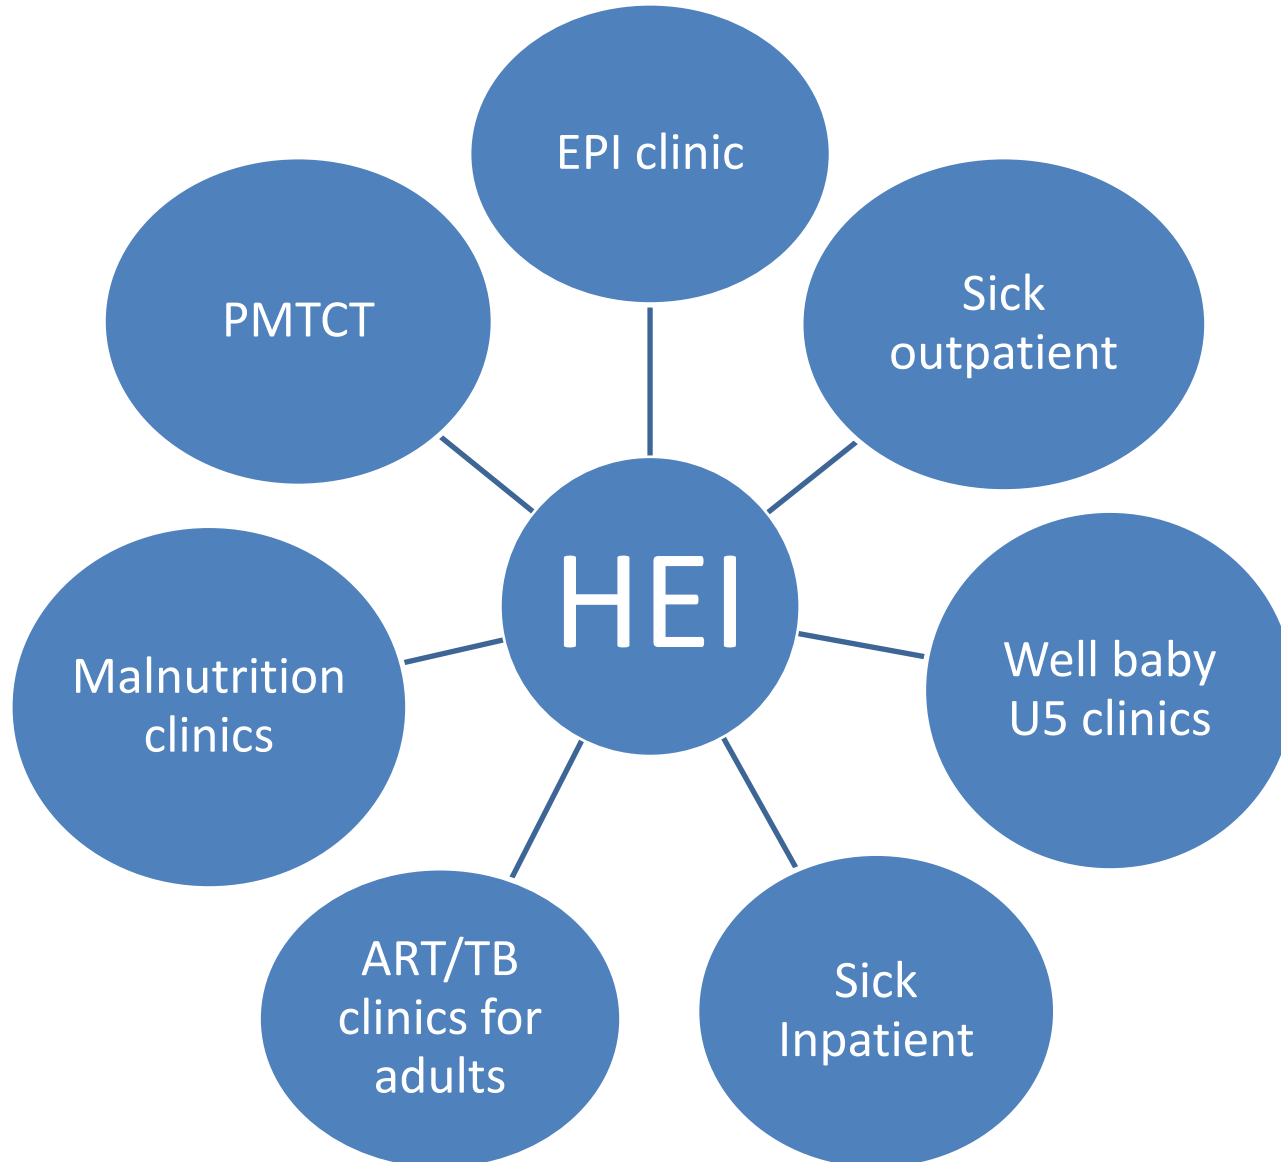 EPI clinic
Sick
outpatient
PMTCT
HEI
Well baby
U5 clinics
Malnutrition
clinics
ART/TB
clinics for
adults
Sick
Inpatient